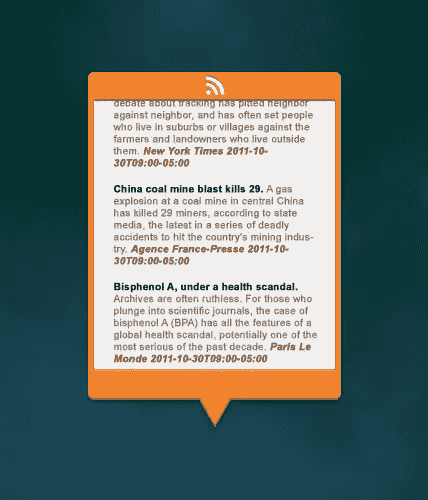 debate about tracking has pitted neighbor
against neighbor, and has often set people
who live in suburbs or villages against the
farmers and landowners who live outside
them. New York Times 2011-10-
30T09:00-05:00
China coal mine blast kills 29. A gas
explosion at a coal mine in central China
has killed 29 miners, according to state
media, the latest in a series of deadly
accidents to hit the country's mining indus-
try. Agence France-Presse 2011-10-
30T09:00-05:00
Bisphenol A, under a health scandal.
Archives are often ruthless. For those who
plunge into scientific journals, the case of
bisphenol A (BPA) has all the features of a
global health scandal, potentially one of the
most serious of the past decade. Paris Le
Monde 2011-10-30T09:00-05:00